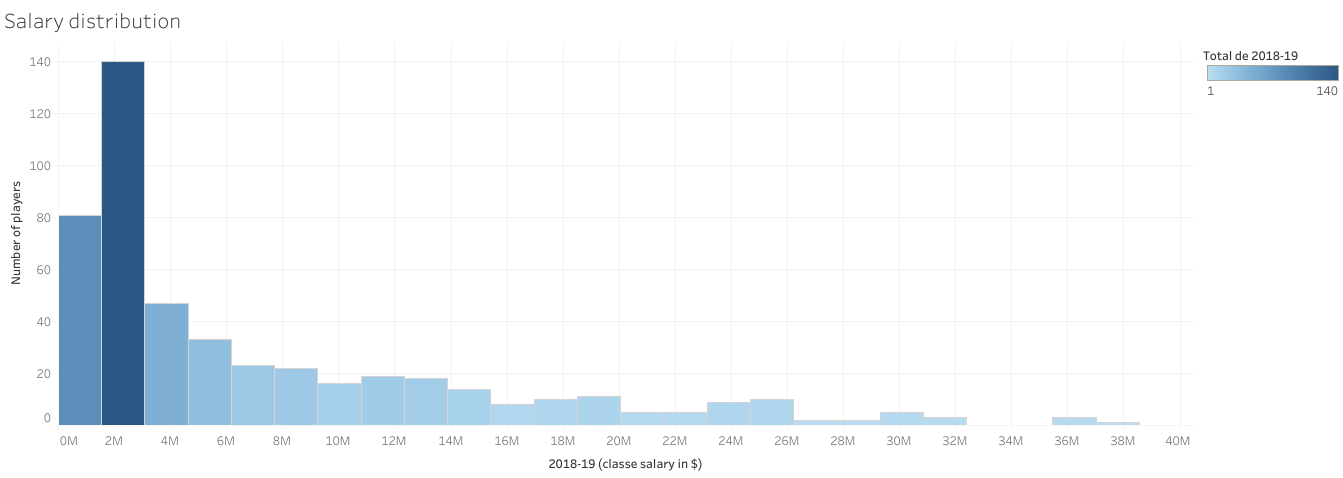 Salary distribution
Total de 2018-19
1 140
140
120
100
80
60
40
20
0
Number of players
0M 2M 4M 6M 8M 10M 12M 14M 16M 18M 20M 22M 24M 26M 28M 30M 32M 34M 36M 38M 40M
2018-19 (classe salary in $)